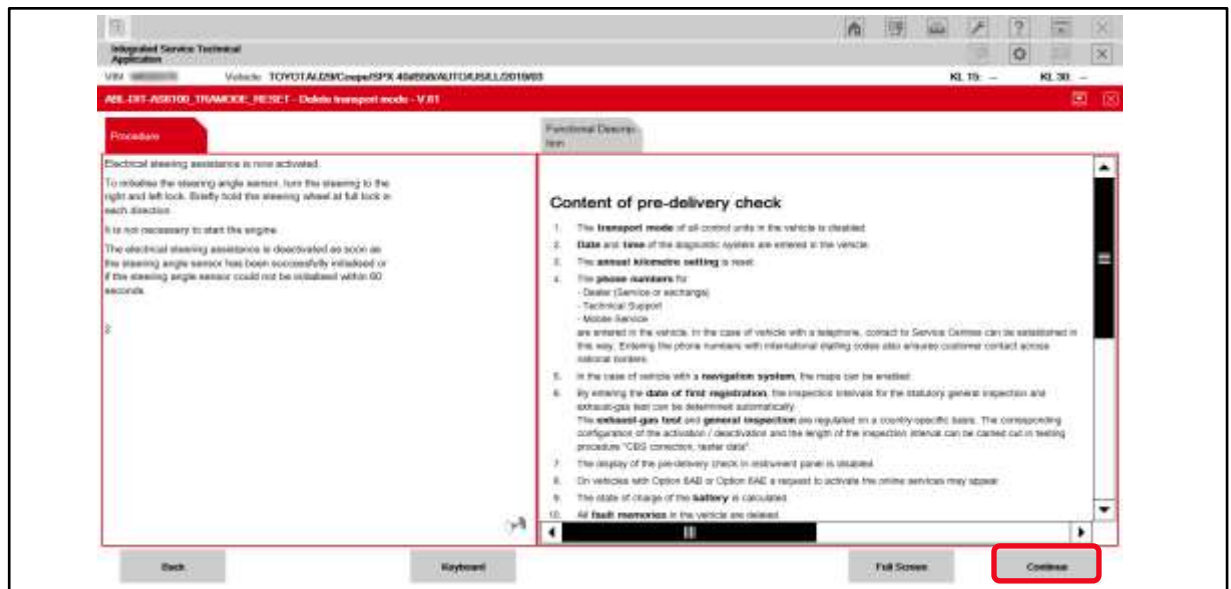 Integrated Service Technical
Application
VIN
Vehicle TOYOTA/J29/Coupe/SPX 40i/B58/AUTO/US/LL/2019/03
KL 15: --
KL 30: --
ABL-DIT-AS6100_TRAMODE_RESET - Delete transport mode - V.01
Procedure
Functional Descrip-
tion
Electrical steering assistance is now activated.
To initialise the steering angle sensor, turn the steering to the
right and left lock. Briefly hold the steering wheel at full lock in
each direction.
It is not necessary to start the engine.
The electrical steering assistance is deactivated as soon as
the steering angle sensor has been successfully initialised or
if the steering angle sensor could not be initialised within 60
seconds.
Content of pre-delivery check
1. The transport mode of all control units in the vehicle is disabled.
2. Date and time of the diagnostic system are entered in the vehicle.
3. The annual kilometre setting is reset.
4. The phone numbers for
- Dealer (Service or exchange)
- Technical Support
- Mobile Service
are entered in the vehicle. In the case of vehicle with a telephone, contact to Service Centres can be established in
this way. Entering the phone numbers with international dialling codes also ensures customer contact across
national borders.
5. In the case of vehicle with a navigation system, the maps can be enabled.
6. By entering the date of first registration, the inspection intervals for the statutory general inspection and
exhaust-gas test can be determined automatically.
The exhaust-gas test and general inspection are regulated on a country-specific basis. The corresponding
configuration of the activation / deactivation and the length of the inspection interval can be carried out in testing
procedure "CBS correction, tester data".
7. The display of the pre-delivery check in instrument panel is disabled.
8. On vehicles with Option 6AB or Option 6AE a request to activate the online services may appear.
9. The state of charge of the battery is calculated.
10. All fault memories in the vehicle are deleted.
Back
Keyboard
Full Screen
Continue